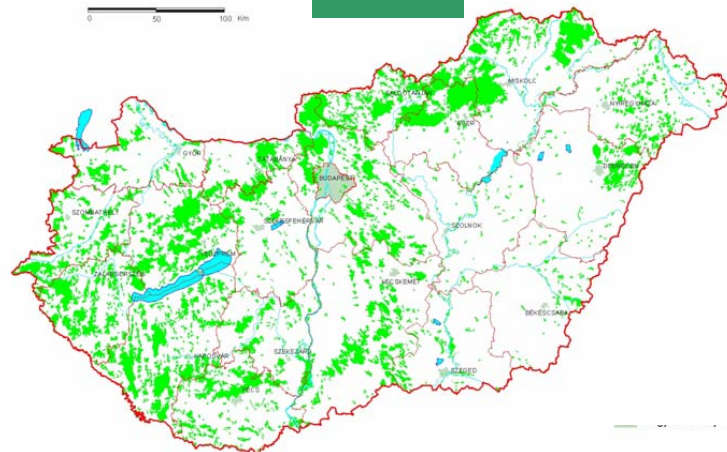 0 50 100 Km
MISKOLC
NYÍREGYHÁZA
EGER
GYŐR
TATABÁNYA
BUDAPEST
DEBRECEN
SZOMBATHELY
SZÉKESFEHÉRVÁR
SZOLNOK
VESZPRÉM
ZALAEGERSZEG
KECSKEMÉT
BÉKÉSCSABA
KAPOSVÁR
SZEKSZÁRD
PÉCS
SZEGED